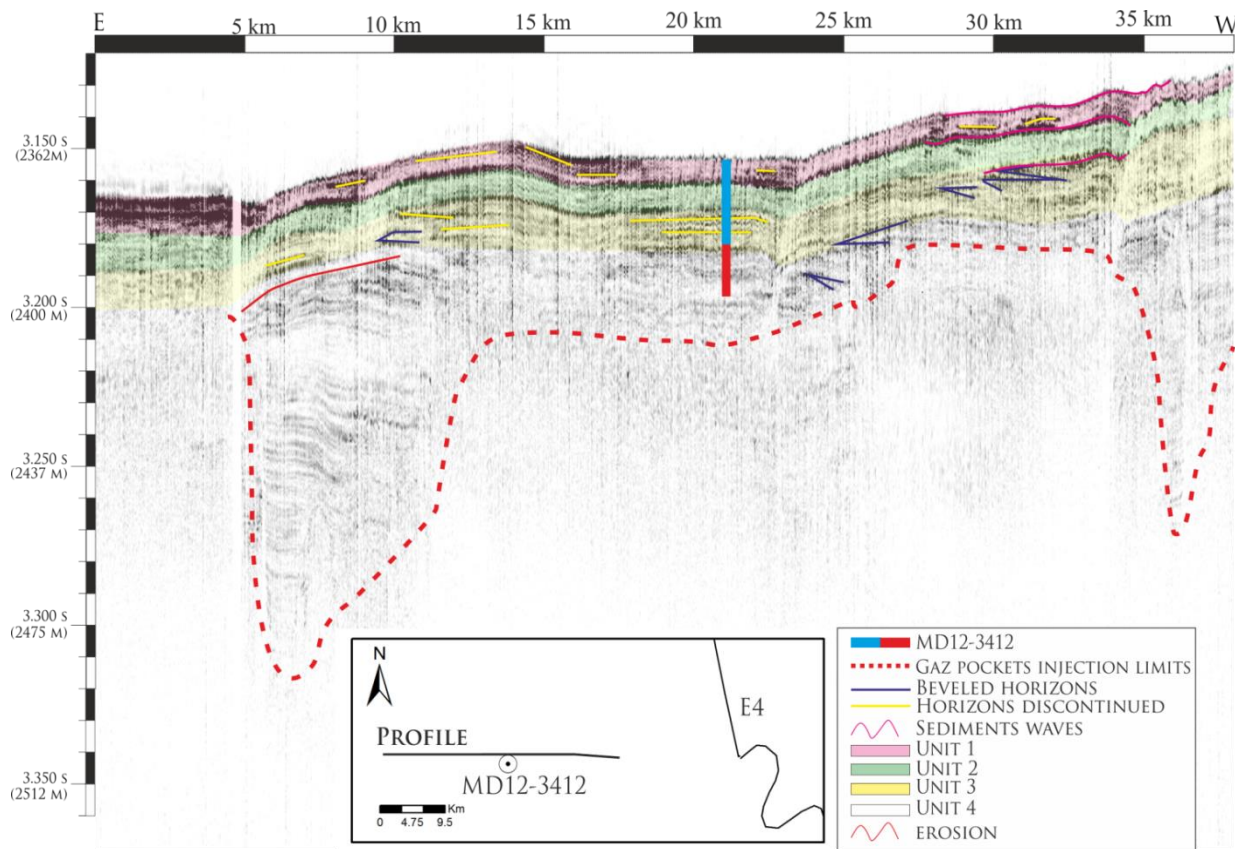 E 5 km 10 km 15 km 20 km 25 km 30 km 35 km W
3.150 S
(2362M)
3.200 S
(2400 M)
3.250 S
(2437 M)
3.300 S
(2475 M)
3.350 S
(2512 M)
N
E4
PROFILE
MD12-3412
Km
0 4.75 9.5
MD12-3412
GAZ POCKETS INJECTION LIMITS
BEVELED HORIZONS
HORIZONS DISCONTINUED
SEDIMENTS WAVES
UNIT 1
UNIT 2
UNIT 3
UNIT 4
EROSION